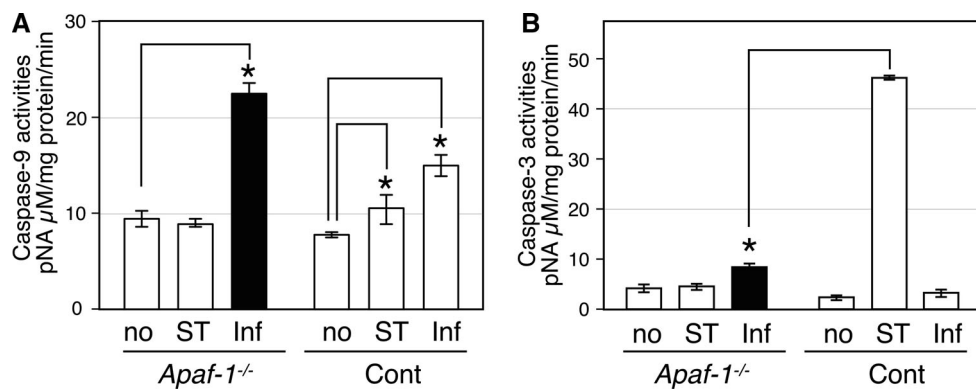 A
Caspase-9 activities
pNA µM/mg protein/min
30
20
10
0
*
*
*
no ST Inf no ST Inf
Apaf-1-/- Cont
B
Caspase-3 activities
pNA µM/mg protein/min
50
40
50
10
0
*
no ST Inf no ST Inf
Apaf-1-/- Cont